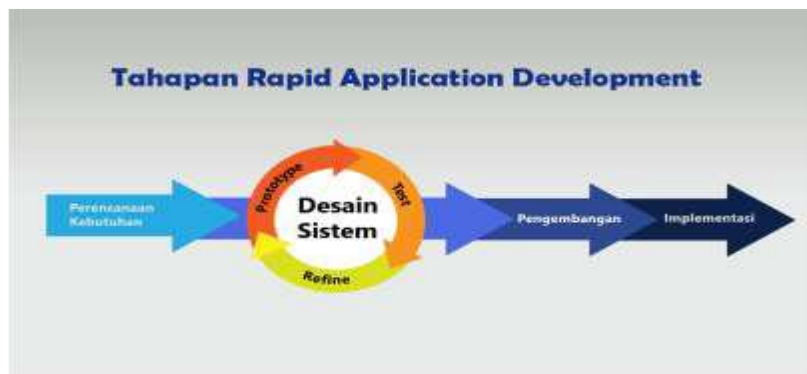 Tahapan Rapid Application Development
Perencanaan
Kebutuhan
Prototype
Desain
Sistem
Test
Refine
Pengembangan
Implementasi